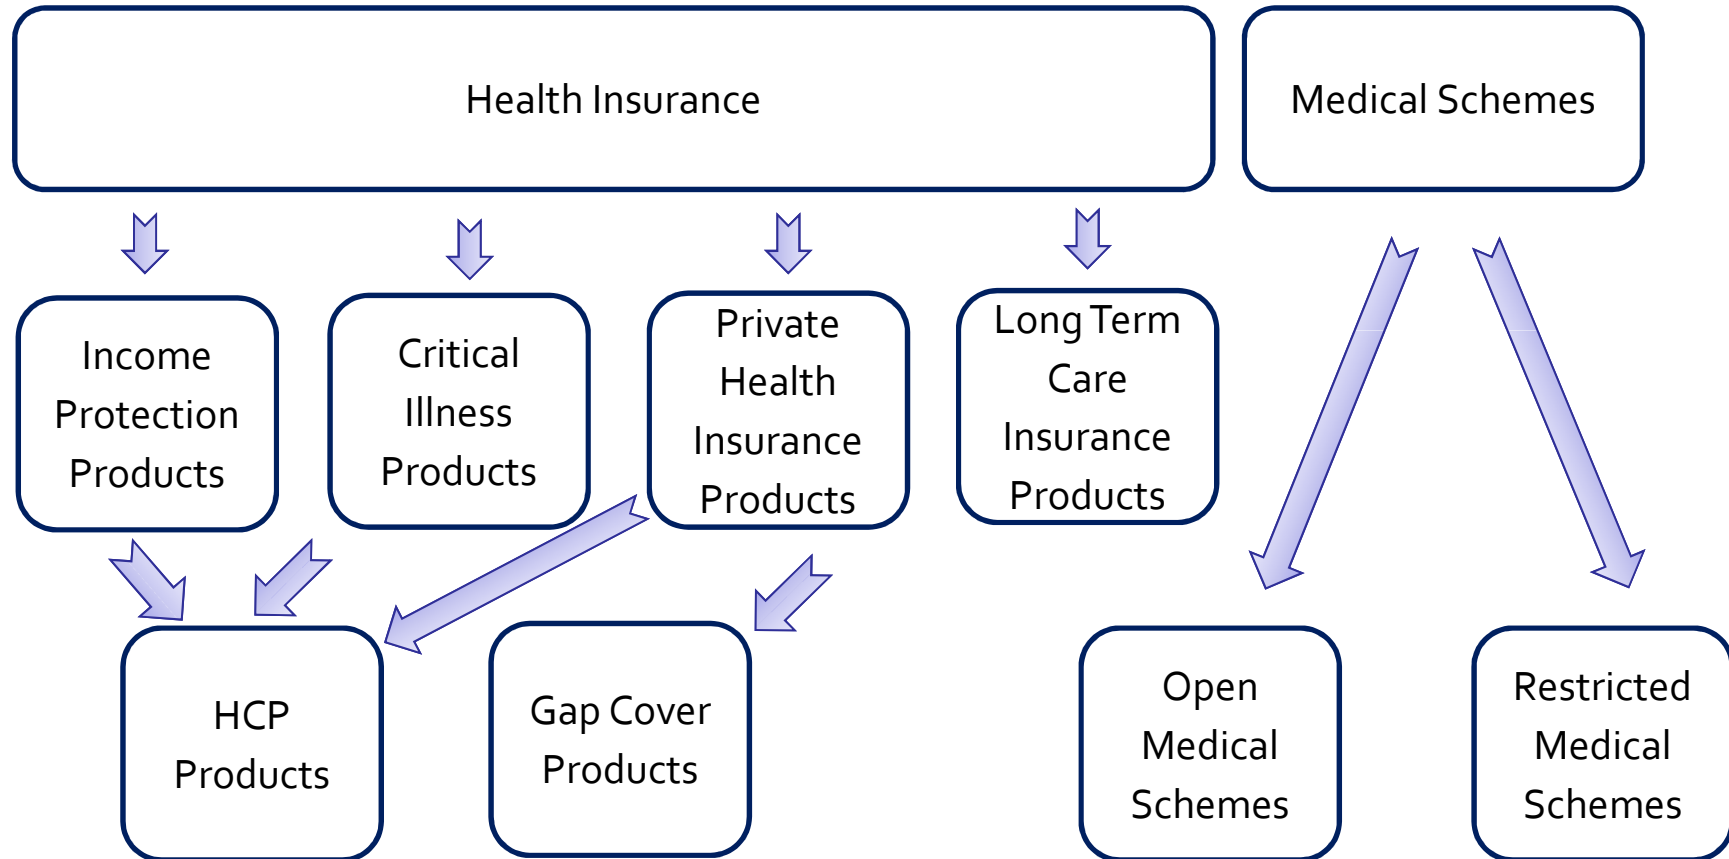 Health Insurance
Medical Schemes
Income
Protection
Products
Critical
Illness
Products
Private
Health
Insurance
Products
Long Term
Care
Insurance
Products
HCP
Products
Gap Cover
Products
Open
Medical
Schemes
Restricted
Medical
Schemes